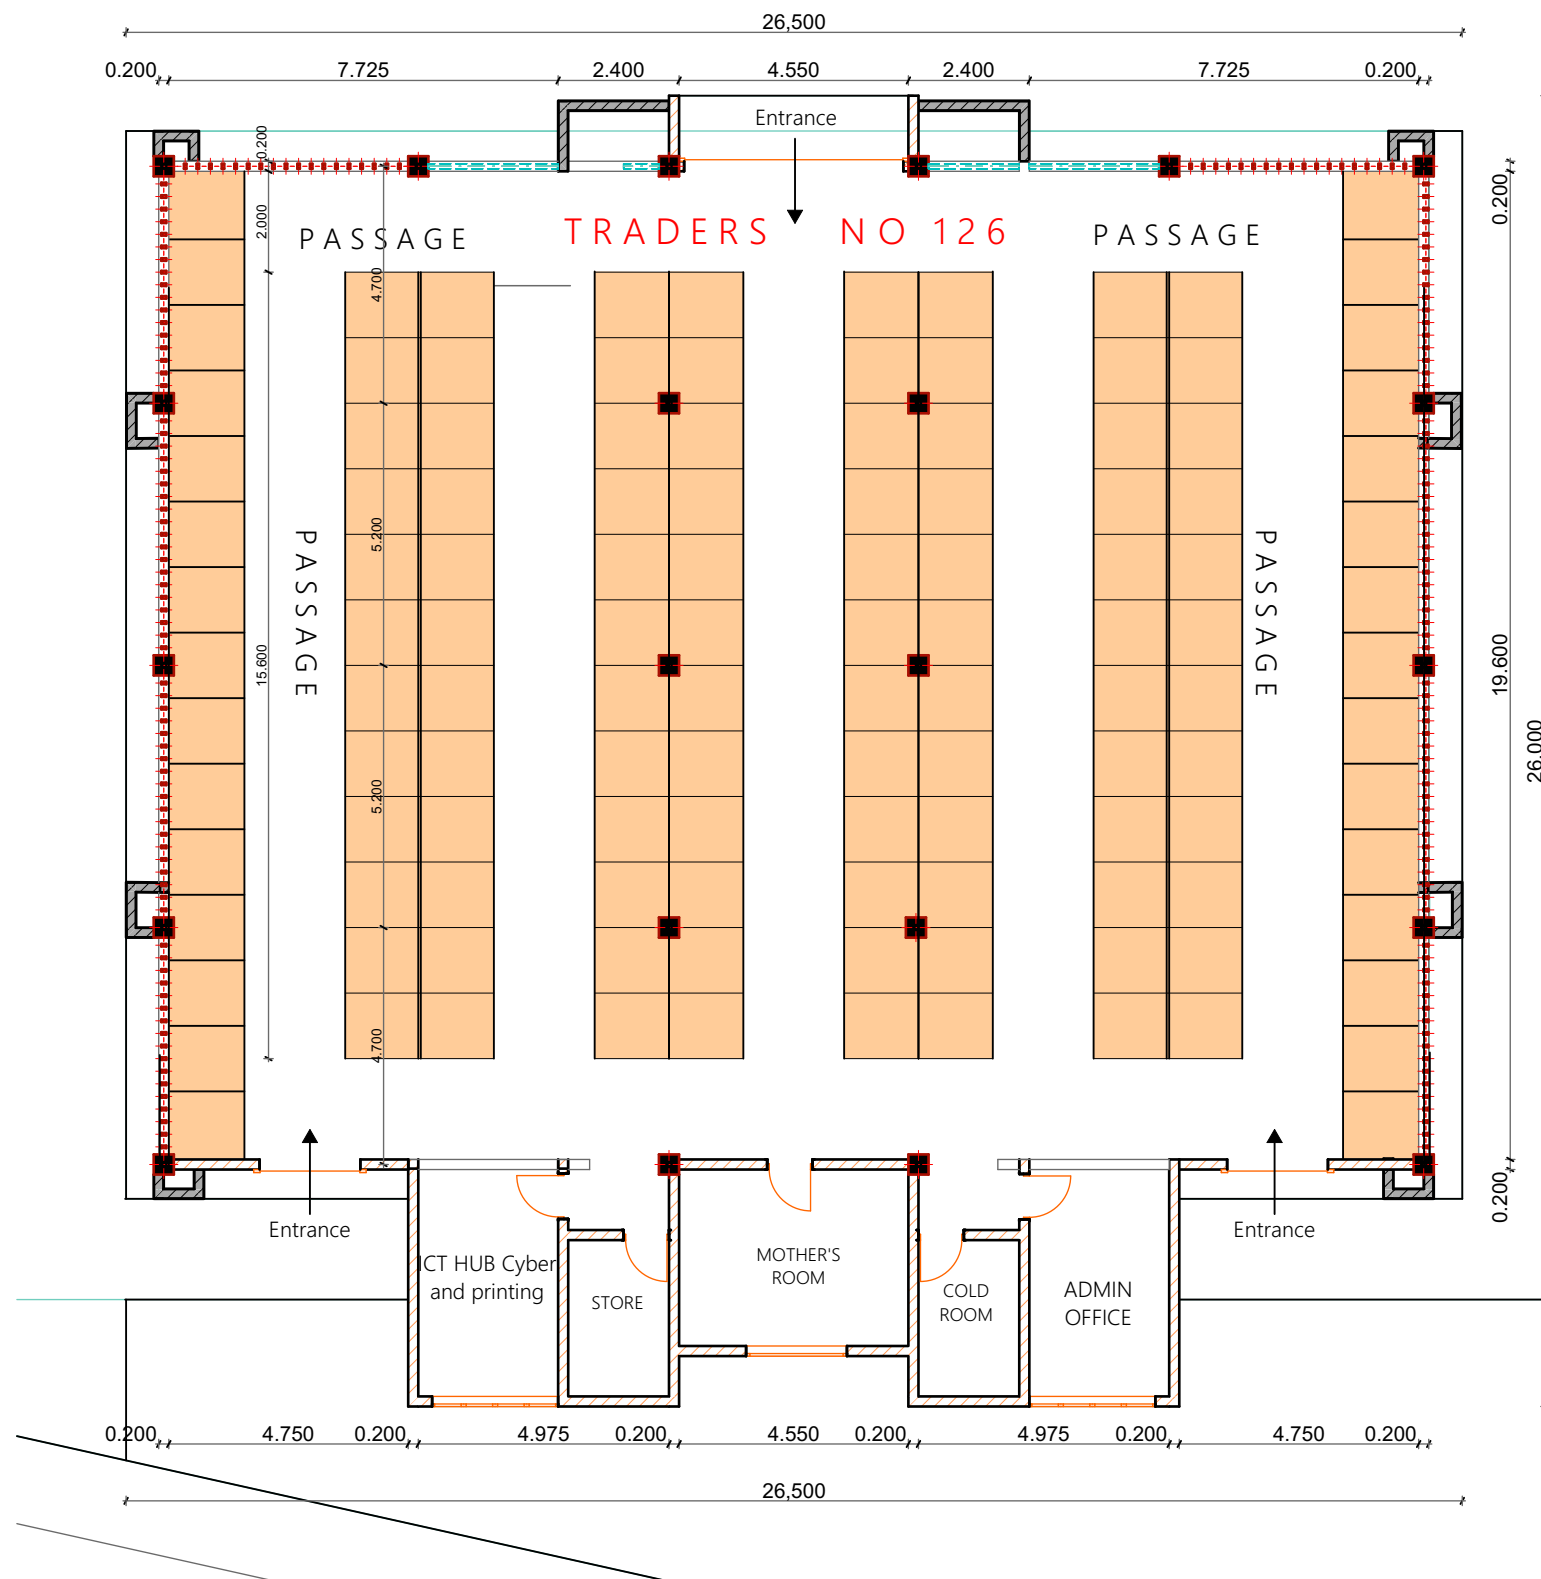 26,500
0.200 7.725 2.400 4.550 2.400 7.725 0.200
Entrance
0.200
2.000
PASSAGE
TRADERS NO 126
PASSAGE
0.200
4.700
5.200
PASSAGE
PASSAGE
15.600
19.600
26.000
5.200
4.700
Entrance
Entrance
0.200
ICT HUB Cyber
and printing
STORE
MOTHER'S
ROOM
COLD
ROOM
ADMIN
OFFICE
0.200 4.750 0.200 4.975 0.200 4.550 0.200 4.975 0.200 4.750 0.200
26,500